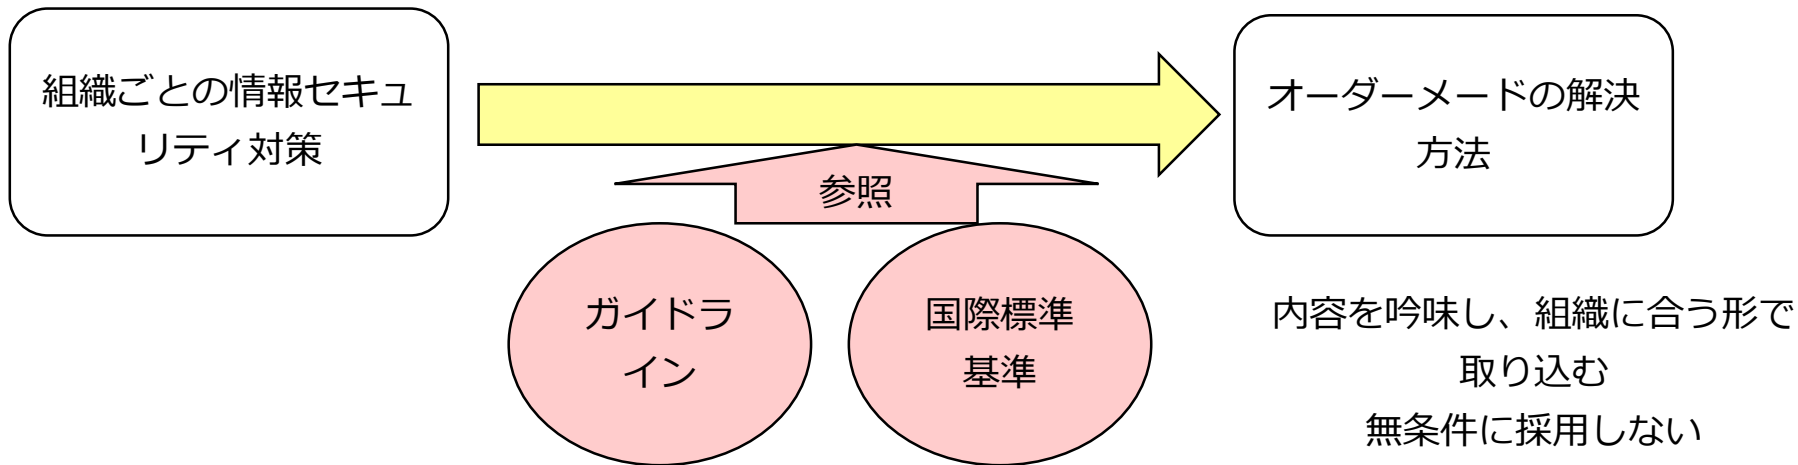 組織ごとの情報セキュ
リティ対策
オーダーメードの解決
方法
参照
ガイドラ
イン
国際標準
基準
内容を吟味し、組織に合う形で
取り込む
無条件に採用しない